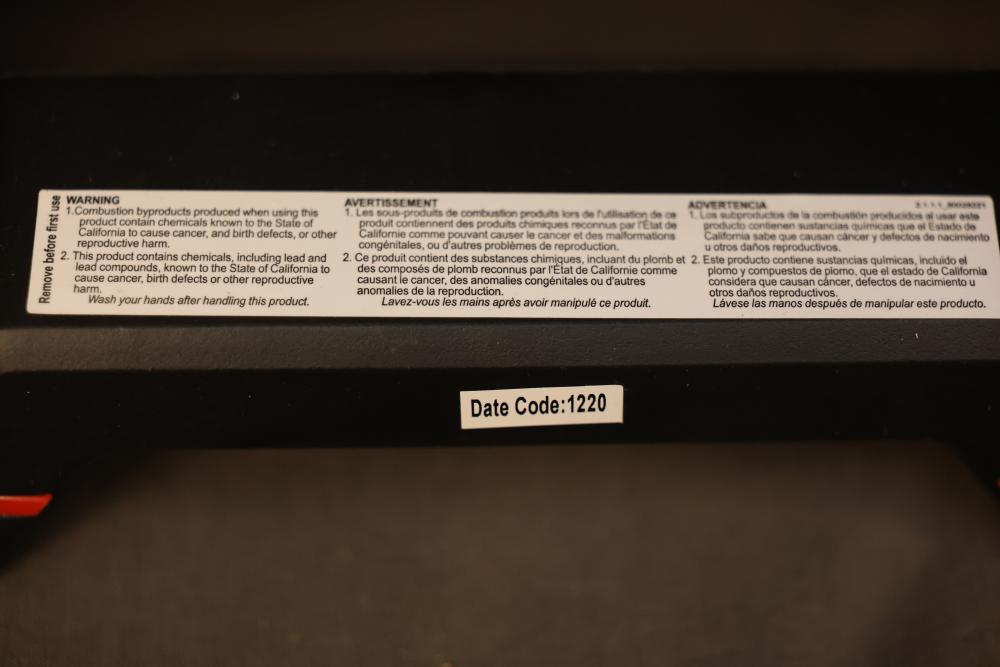 Remove before first use
WARNING
1.Combustion byproducts produced when using this
product contain chemicals known to the State of
California to cause cancer, and birth defects, or other
reproductive harm.
2. This product contains chemicals, including lead and
lead compounds, known to the State of California to
cause cancer, birth defects or other reproductive
harm.
Wash your hands after handling this product.
AVERTISSEMENT
1. Les sous-produits de combustion produits lors de l'utilisation de ce
produit contiennent des produits chimiques reconnus par l'État de
Californie comme pouvant causer le cancer et des malformations
congénitales, ou d'autres problèmes de reproduction.
2. Ce produit contient des substances chimiques, incluant du plomb et
des composés de plomb reconnus par l'État de Californie comme
causant le cancer, des anomalies congénitales ou d'autres
anomalies de la reproduction.
Lavez-vous les mains après avoir manipulé ce produit.
ADVERTENCIA
1. Los subproductos de la combustión producidos al usar este
producto contienen sustancias químicas que el Estado de
California sabe que causan cáncer y defectos de nacimiento
u otros daños reproductivos.
2. Este producto contiene sustancias químicas, incluido el
plomo y compuestos de plomo, que el estado de California
considera que causan cáncer, defectos de nacimiento u
otros daños reproductivos.
Lávese las manos después de manipular este producto.
Date Code:1220